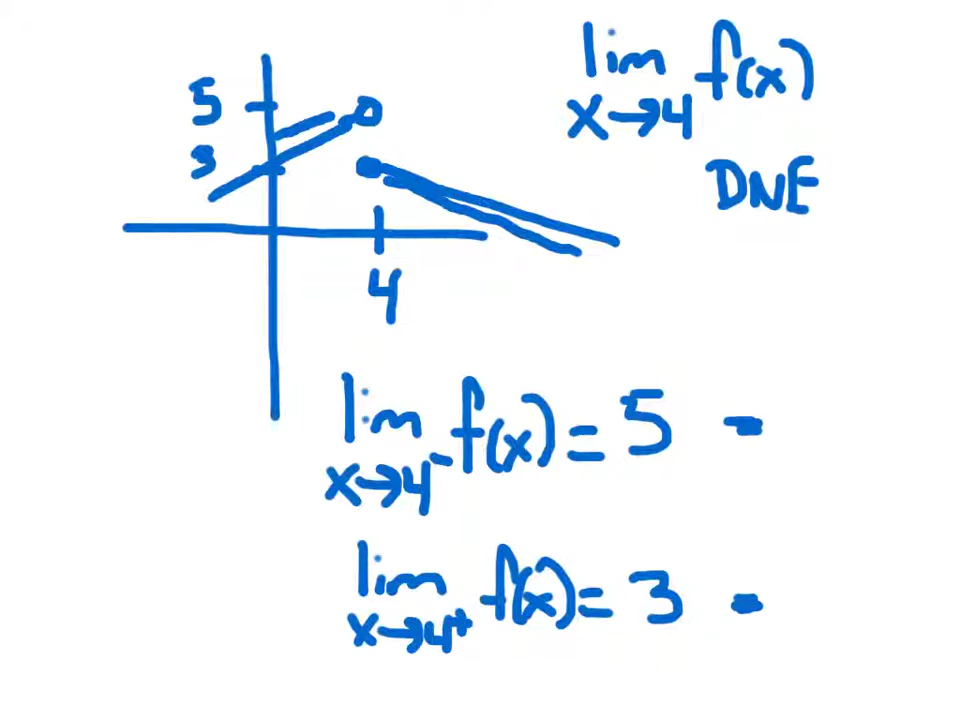 5
3
4
lim f(x)
x→4
DNE
lim f(x) = 5
x→4⁻
lim f(x) = 3
x→4⁺